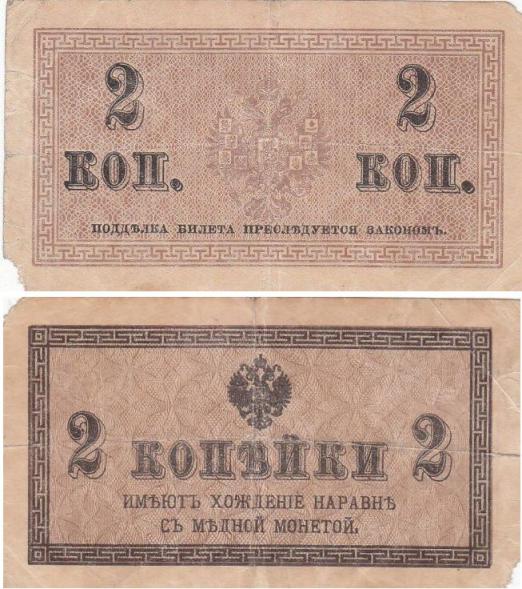 2 2
КОП. КОП.
ПОДДѢЛКА БИЛЕТА ПРЕСЛѢДУЕТСЯ ЗАКОНОМЪ.
2 КОПѢЙКИ 2
ИМѢЮТЪ ХОЖДЕНІЕ НАРАВНѢ
СЪ МѢДНОЙ МОНЕТОЙ.